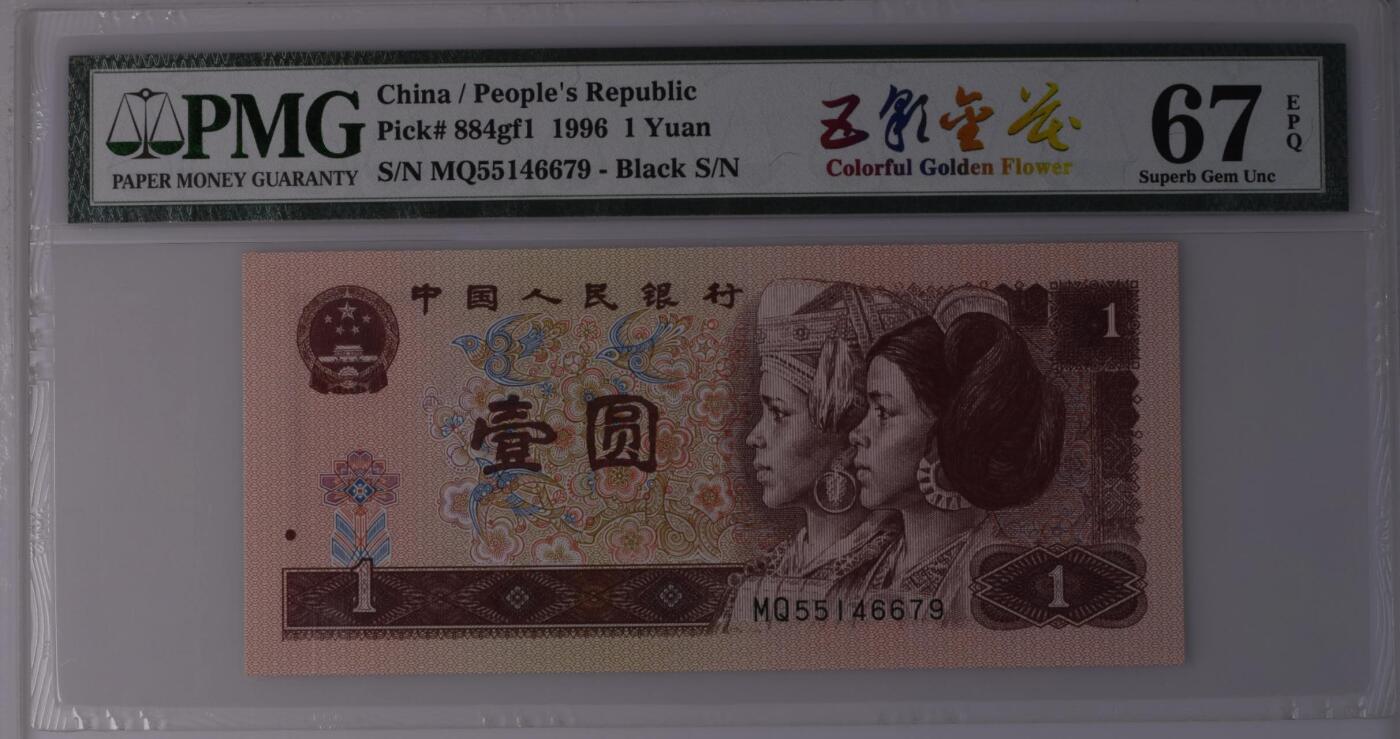 PMG
PAPER MONEY GUARANTY
China / People's Republic
Pick# 884gf1 1996 1 Yuan
S/N MQ55146679 - Black S/N
五彩金花
Colorful Golden Flower
67
EPQ
Superb Gem Unc
中国人民银行
1
壹圆
1
MQ55146679
1